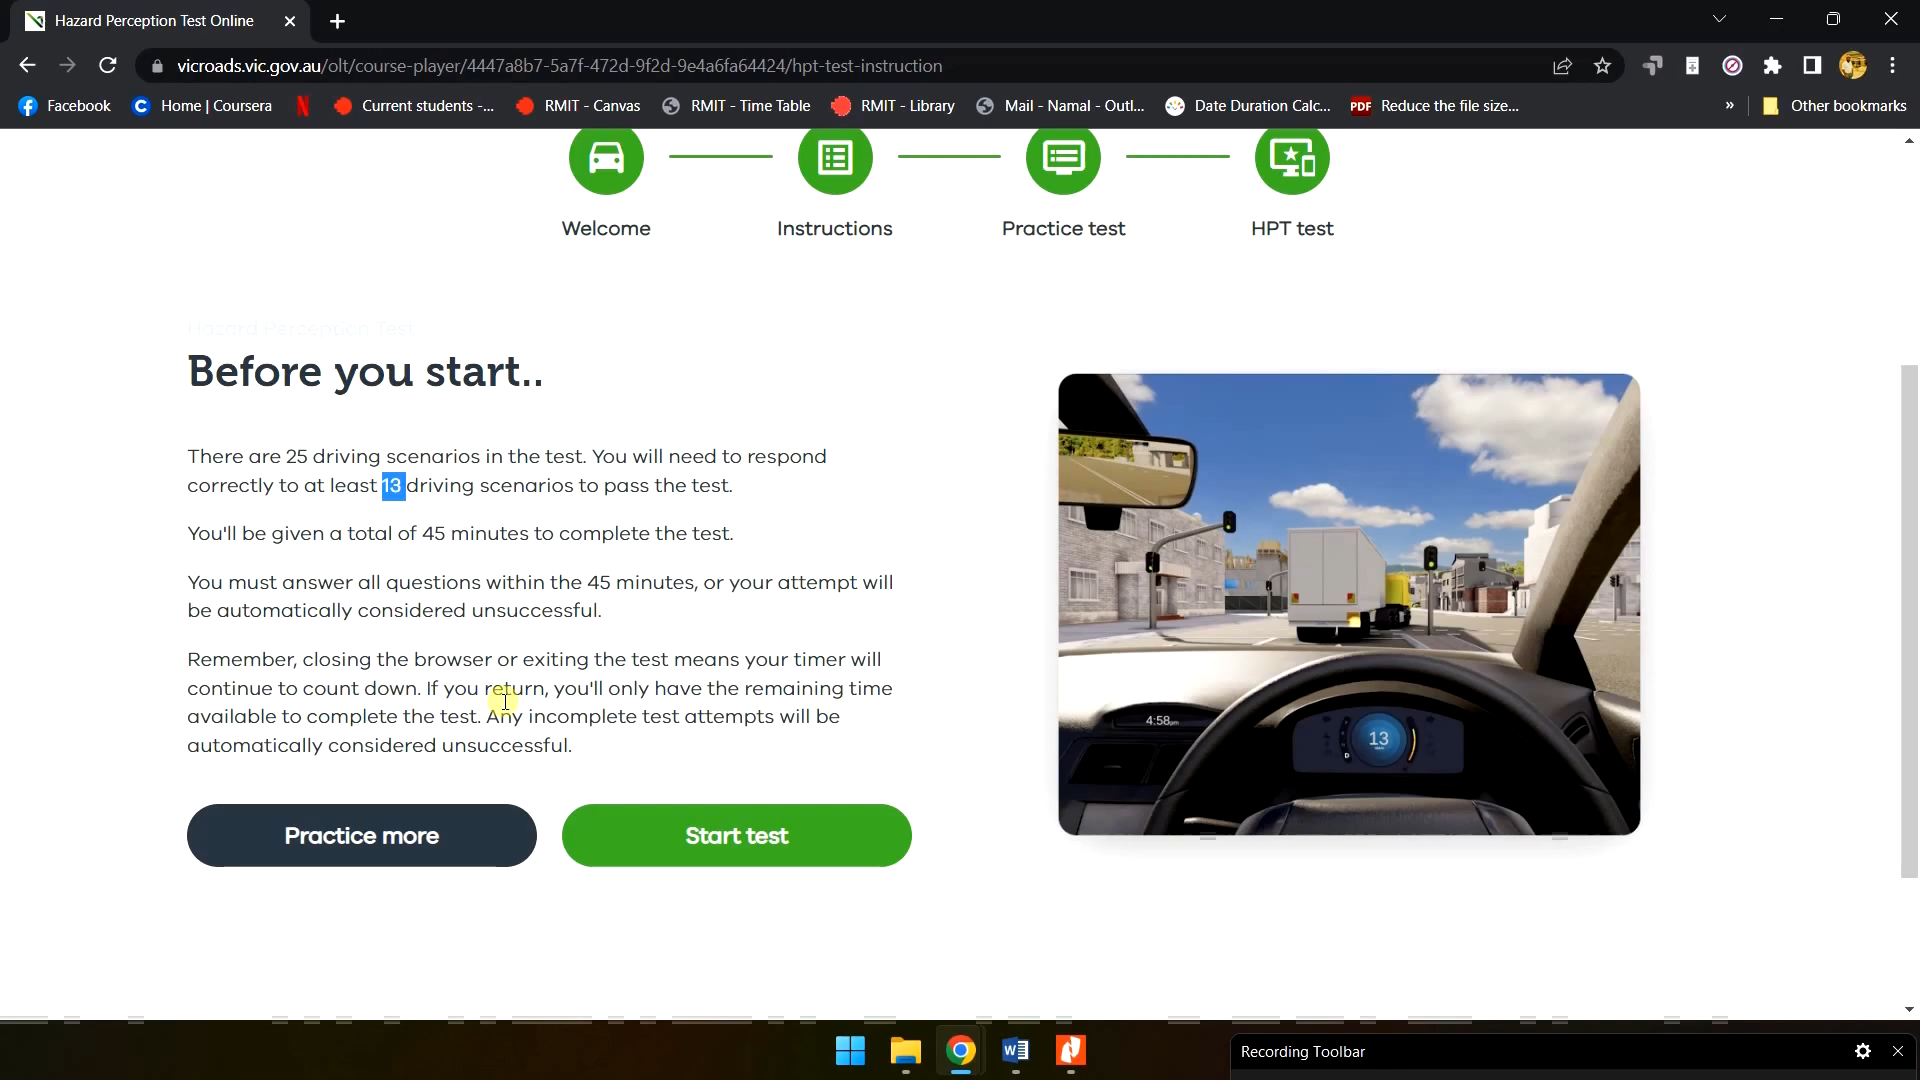 Hazard Perception Test Online
vicroads.vic.gov.au/olt/course-player/4447a8b7-5a7f-472d-9f2d-9e4a6fa64424/hpt-test-instruction
Facebook
Home | Coursera
Current students -...
RMIT - Canvas
RMIT - Time Table
RMIT - Library
Mail - Namal - Outl...
Date Duration Calc...
PDF Reduce the file size...
»
Other bookmarks
Welcome
Instructions
Practice test
HPT test
Hazard Perception Test
Before you start..
There are 25 driving scenarios in the test. You will need to respond
correctly to at least 13 driving scenarios to pass the test.
You'll be given a total of 45 minutes to complete the test.
You must answer all questions within the 45 minutes, or your attempt will
be automatically considered unsuccessful.
Remember, closing the browser or exiting the test means your timer will
continue to count down. If you return, you'll only have the remaining time
available to complete the test. Any incomplete test attempts will be
automatically considered unsuccessful.
4:58pm
13
D
Practice more
Start test
Recording Toolbar